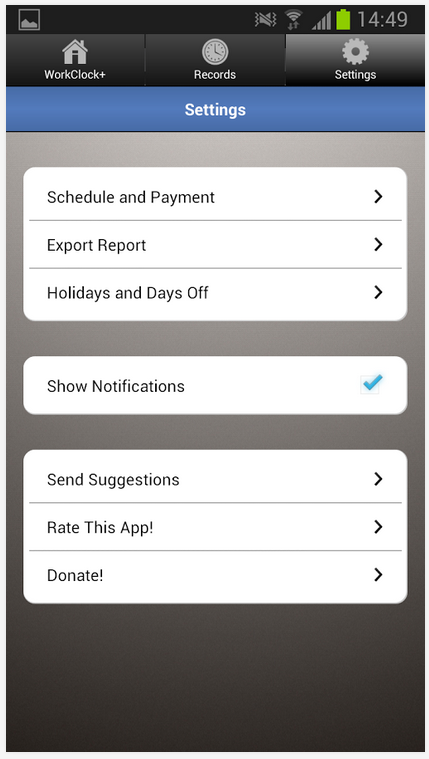 14:49
WorkClock+
Records
Settings
Settings
Schedule and Payment
Export Report
Holidays and Days Off
Show Notifications
Send Suggestions
Rate This App!
Donate!